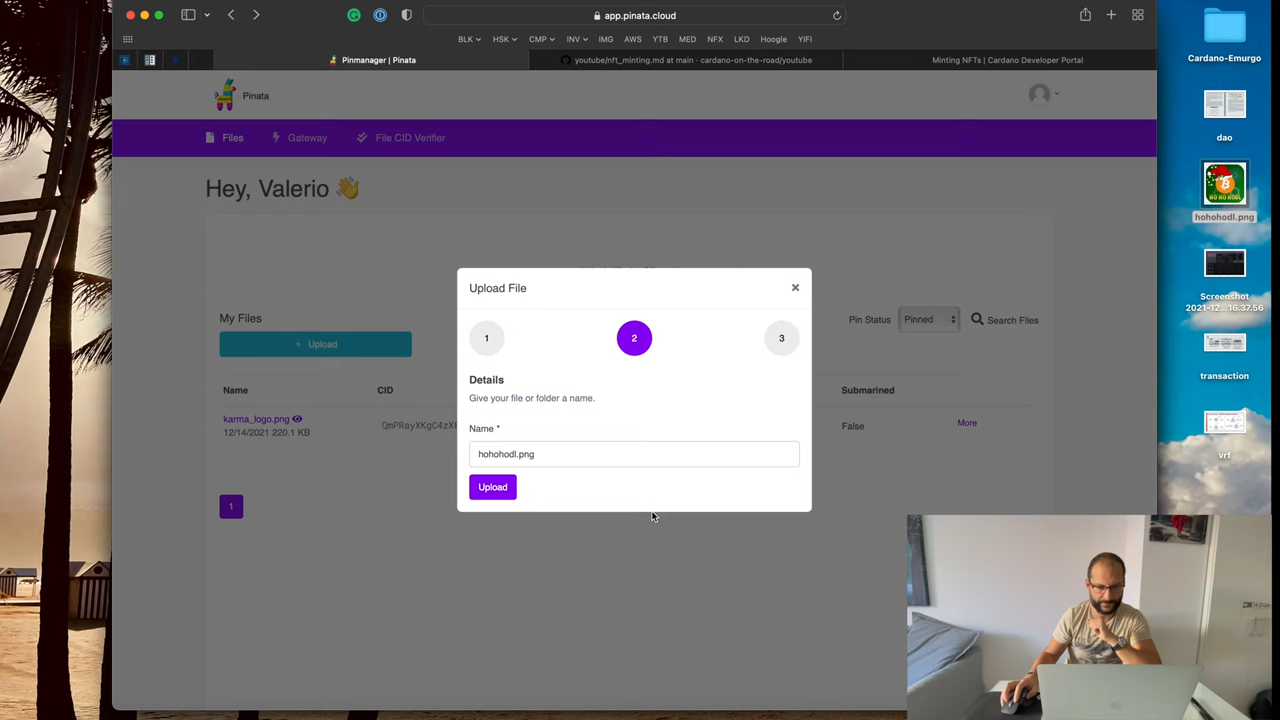 app.pinata.cloud
BLK
HSK
CMP
INV
IMG
AWS
YTB
MED
NFX
LKD
Hoogle
YIFI
Pinmanager | Pinata
youtube/nft_minting.md at main · cardano-on-the-road/youtube
Minting NFTs | Cardano Developer Portal
Pinata
Files
Gateway
File CID Verifier
Hey, Valerio 👋
My Files
+ Upload
Pin Status
Pinned
Search Files
Name
CID
Submarined
karma_logo.png
12/14/2021 220.1 KB
False
More
1
Upload File
×
1
2
3
Details
Give your file or folder a name.
Name *
hohohodl.png
Upload
Cardano-Emurgo
dao
HO HO HODL
hohohodl.png
Screenshot
2021-12...16.37.56
transaction
vrf